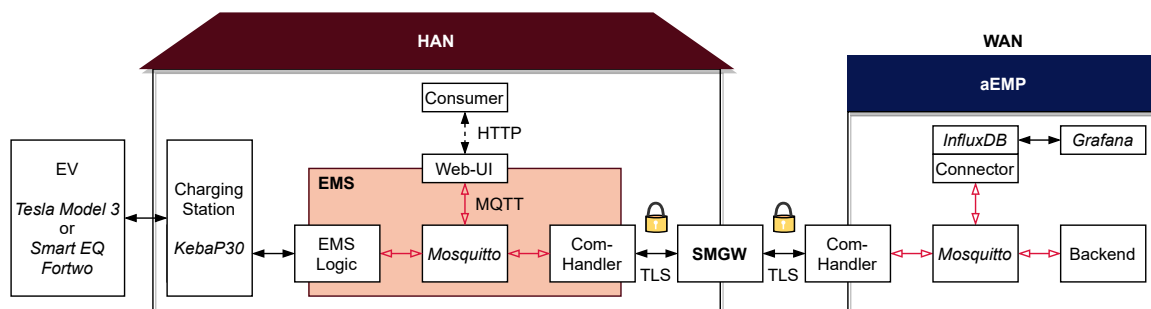 HAN
WAN
aEMP
Consumer
HTTP
InfluxDB
Grafana
Connector
Web-UI
EMS
MQTT
EV
Tesla Model 3
or
Smart EQ
Fortwo
Charging
Station
KebaP30
EMS
Logic
Mosquitto
Com-
Handler
TLS
SMGW
TLS
Com-
Handler
Mosquitto
Backend